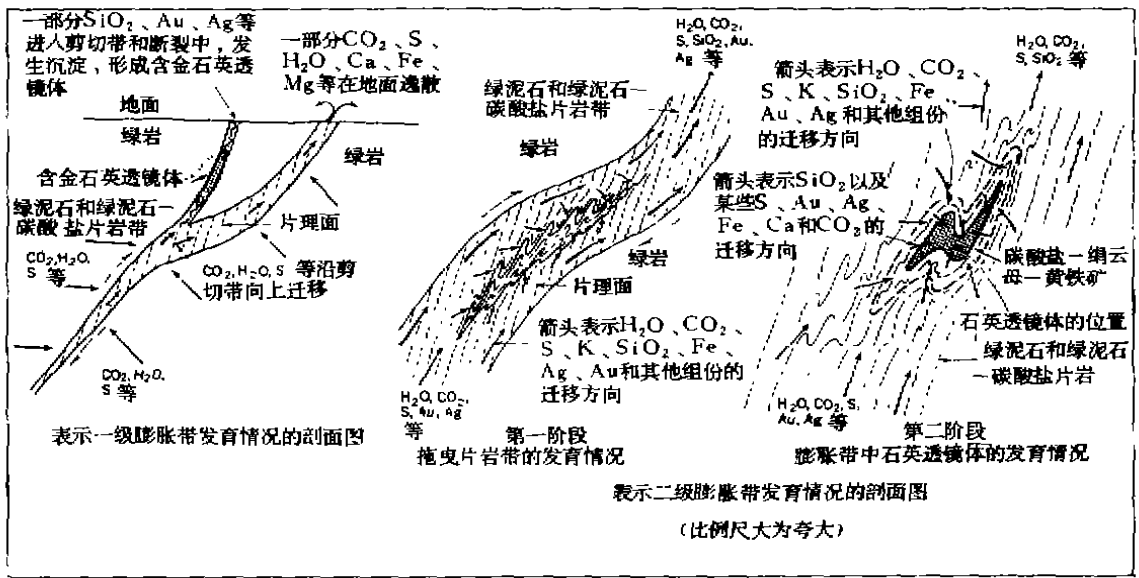 一部分SiO₂、Au、Ag等
进入剪切带和断裂中，发
生沉淀，形成含金石英透
镜体
一部分CO₂、S、
H₂O、Ca、Fe、
Mg等在地面逸散
地面
绿岩
绿岩
含金石英透镜体
绿泥石和绿泥石—
碳酸盐片岩带
片理面
CO₂,H₂O,
S 等
CO₂,H₂O,S 等沿剪
切带向上迁移
CO₂,H₂O,
S 等
表示一级膨胀带发育情况的剖面图
H₂O,CO₂,
S,SiO₂,Au,
Ag 等
绿泥石和绿泥石—
碳酸盐片岩带
绿岩
绿岩
片理面
箭头表示H₂O、CO₂、
S、K、SiO₂、Fe、
Ag、Au和其他组份的
迁移方向
H₂O,CO₂,
S,Au,Ag
等
第一阶段
拖曳片岩带的发育情况
H₂O,CO₂,
S,SiO₂等
箭头表示H₂O、CO₂、
S、K、SiO₂、Fe
Au、Ag和其他组份
的迁移方向
箭头表示SiO₂以及
某些S、Au、Ag、
Fe、Ca和CO₂的
迁移方向
碳酸盐—绢云
母—黄铁矿
石英透镜体的位置
绿泥石和绿泥石
—碳酸盐片岩
H₂O,CO₂,S,
Au,Ag 等
第二阶段
膨胀带中石英透镜体的发育情况
表示二级膨胀带发育情况的剖面图
(比例尺大为夸大)